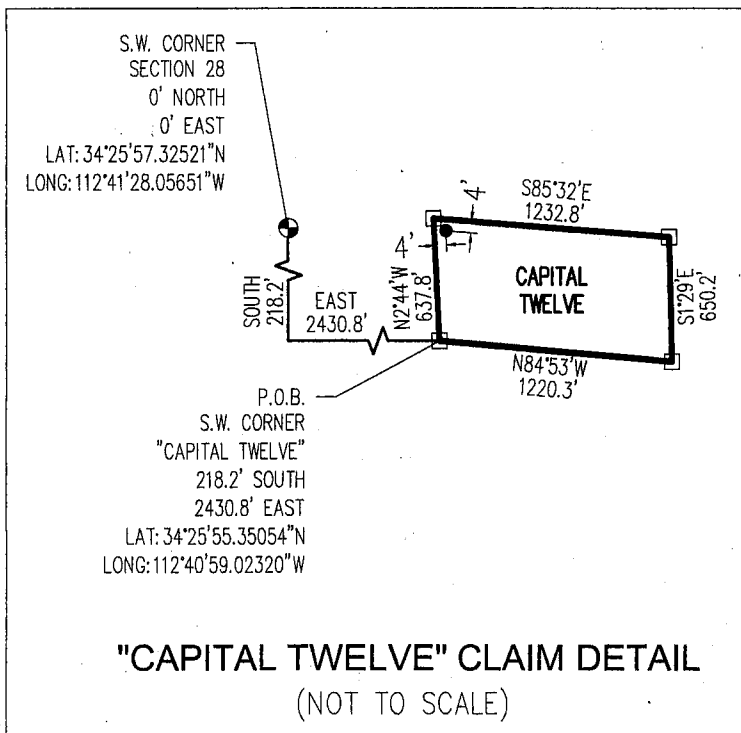 S.W. CORNER
SECTION 28
0' NORTH
0' EAST
LAT: 34°25'57.32521"N
LONG: 112°41'28.05651"W
SOUTH
218.2'
EAST
2430.8'
S85°32'E
1232.8'
4'
4'
N2°44'W
637.8'
CAPITAL
TWELVE
S1°29'E
650.2'
N84°53'W
1220.3'
P.O.B.
S.W. CORNER
"CAPITAL TWELVE"
218.2' SOUTH
2430.8' EAST
LAT: 34°25'55.35054"N
LONG: 112°40'59.02320"W
"CAPITAL TWELVE" CLAIM DETAIL
(NOT TO SCALE)